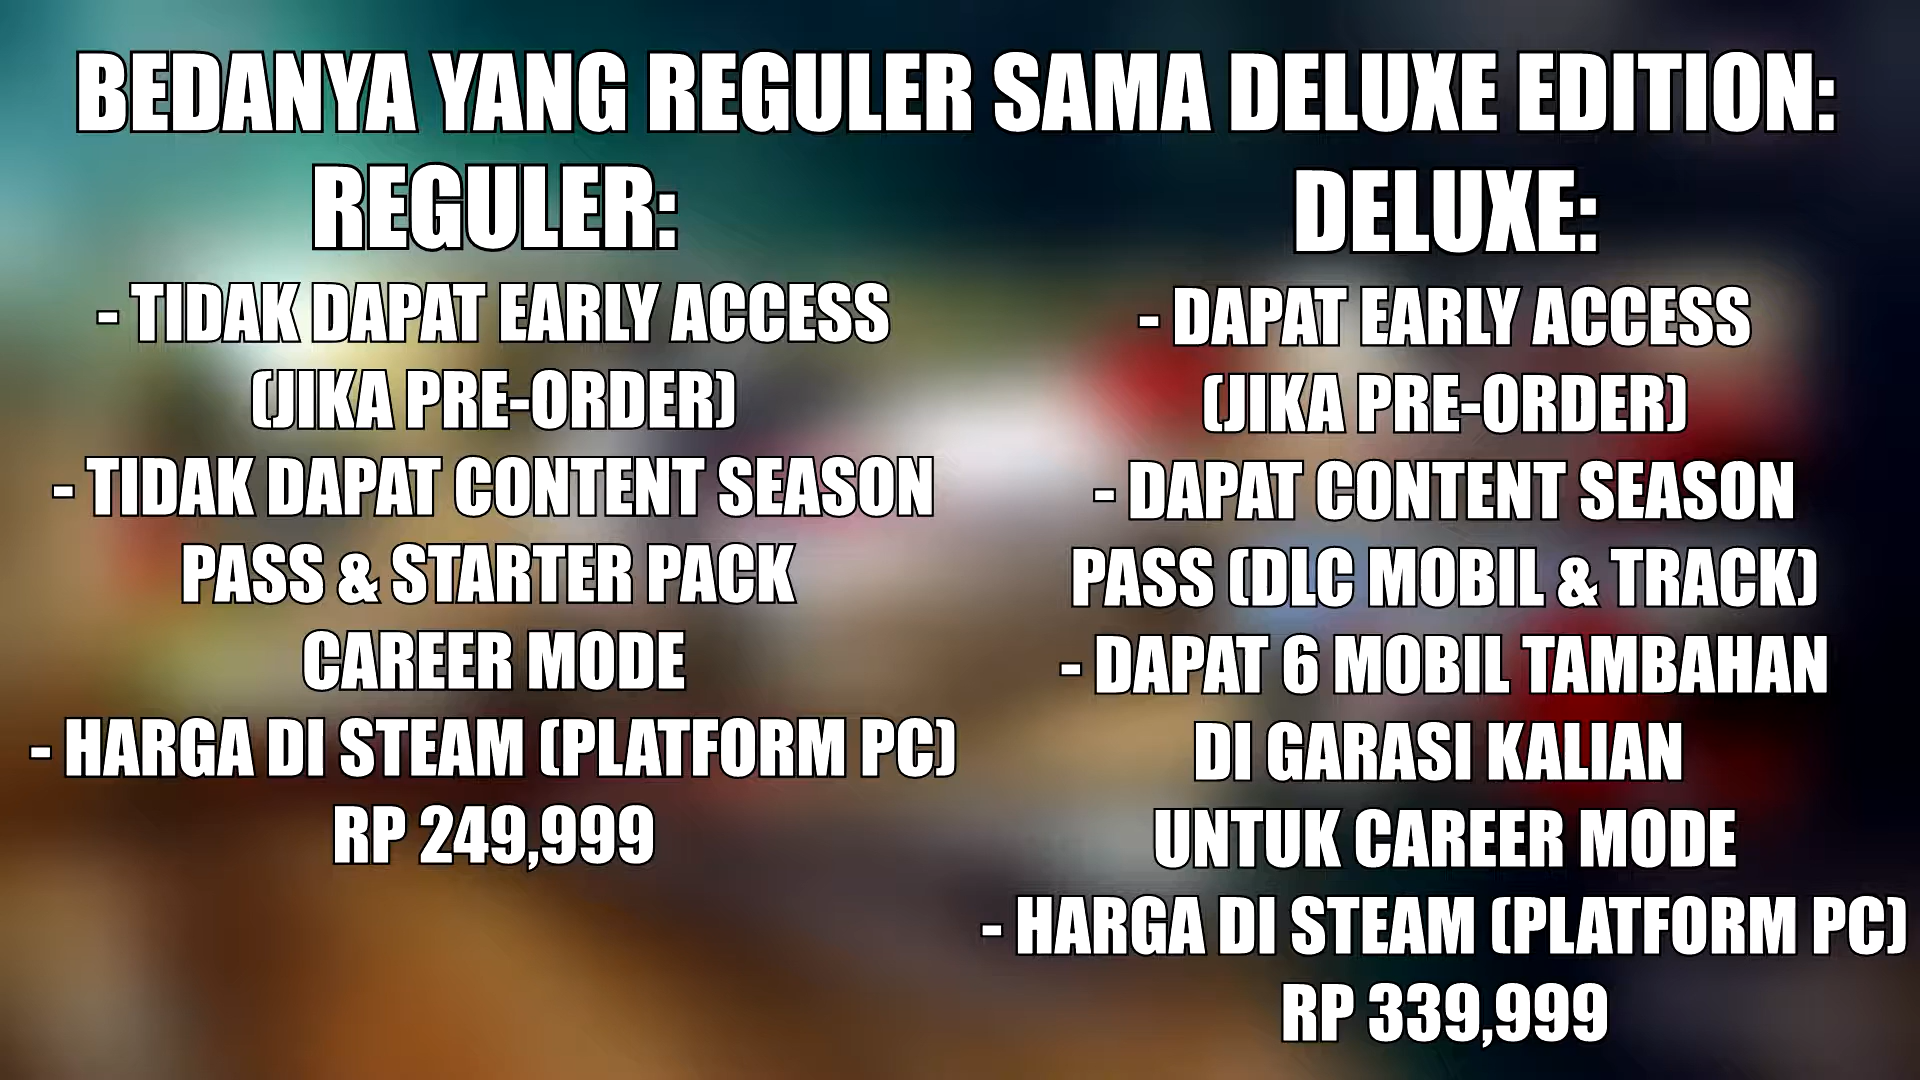 BEDANYA YANG REGULER SAMA DELUXE EDITION:
REGULER:
- TIDAK DAPAT EARLY ACCESS
(JIKA PRE-ORDER)
- TIDAK DAPAT CONTENT SEASON
PASS & STARTER PACK
CAREER MODE
- HARGA DI STEAM (PLATFORM PC)
RP 249,999
DELUXE:
- DAPAT EARLY ACCESS
(JIKA PRE-ORDER)
- DAPAT CONTENT SEASON
PASS (DLC MOBIL & TRACK)
- DAPAT 6 MOBIL TAMBAHAN
DI GARASI KALIAN
UNTUK CAREER MODE
- HARGA DI STEAM (PLATFORM PC)
RP 339,999